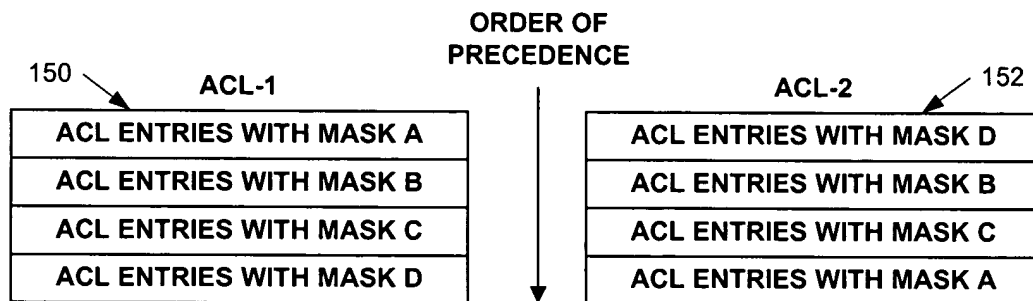 ORDER OF
PRECEDENCE
150
ACL-1
ACL ENTRIES WITH MASK A
ACL ENTRIES WITH MASK B
ACL ENTRIES WITH MASK C
ACL ENTRIES WITH MASK D
ACL-2
152
ACL ENTRIES WITH MASK D
ACL ENTRIES WITH MASK B
ACL ENTRIES WITH MASK C
ACL ENTRIES WITH MASK A